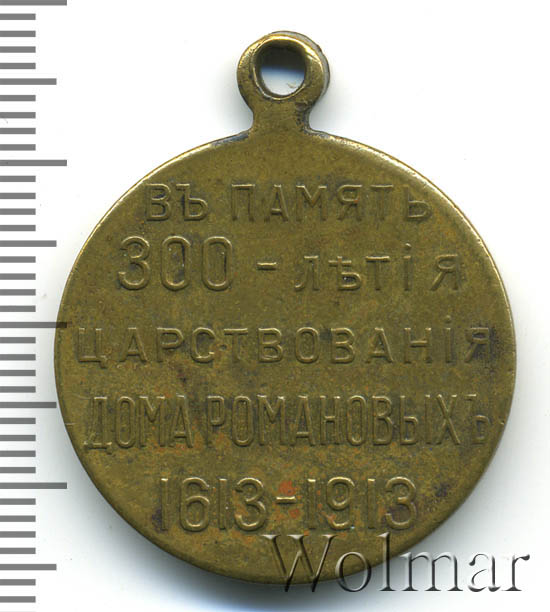 ВЪ ПАМЯТЬ
300-ЛѢТІЯ
ЦАРСТВОВАНІЯ
ДОМА РОМАНОВЫХЪ
1613-1913
Wolmar